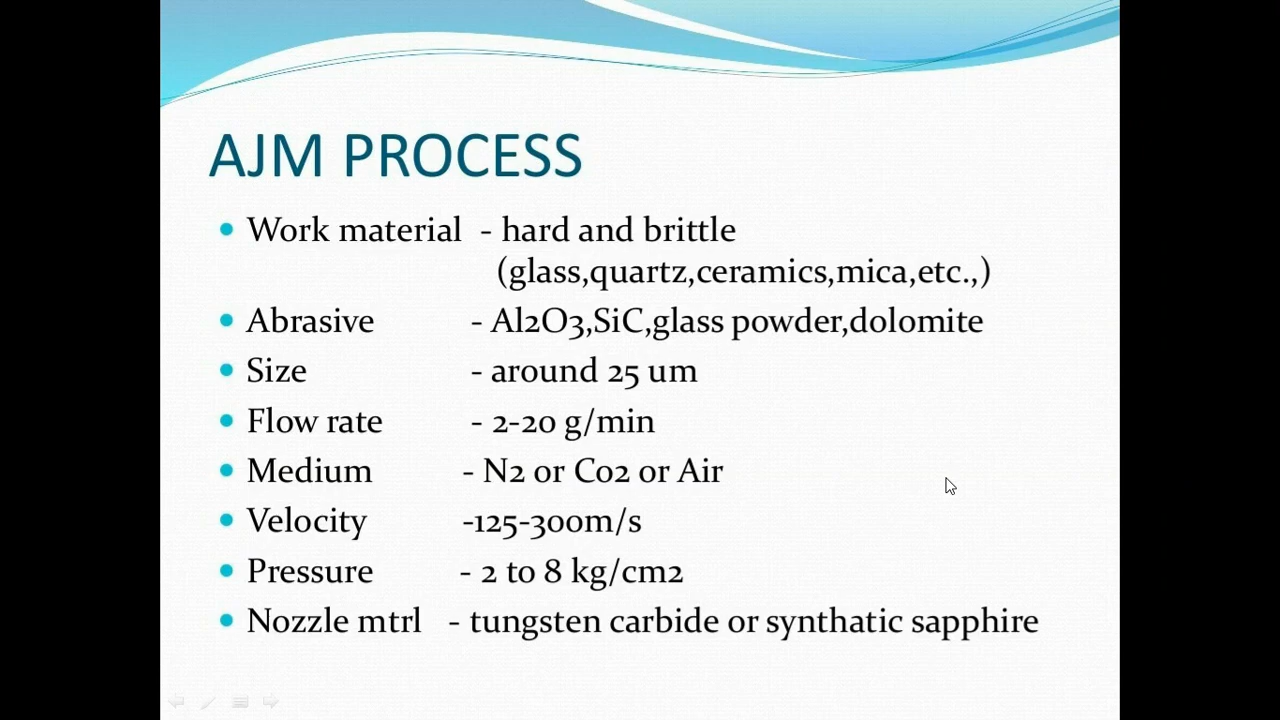 AJM PROCESS
Work material - hard and brittle
(glass,quartz,ceramics,mica,etc.,)
Abrasive - Al2O3,SiC,glass powder,dolomite
Size - around 25 um
Flow rate - 2-20 g/min
Medium - N2 or Co2 or Air
Velocity -125-300m/s
Pressure - 2 to 8 kg/cm2
Nozzle mtrl - tungsten carbide or synthatic sapphire